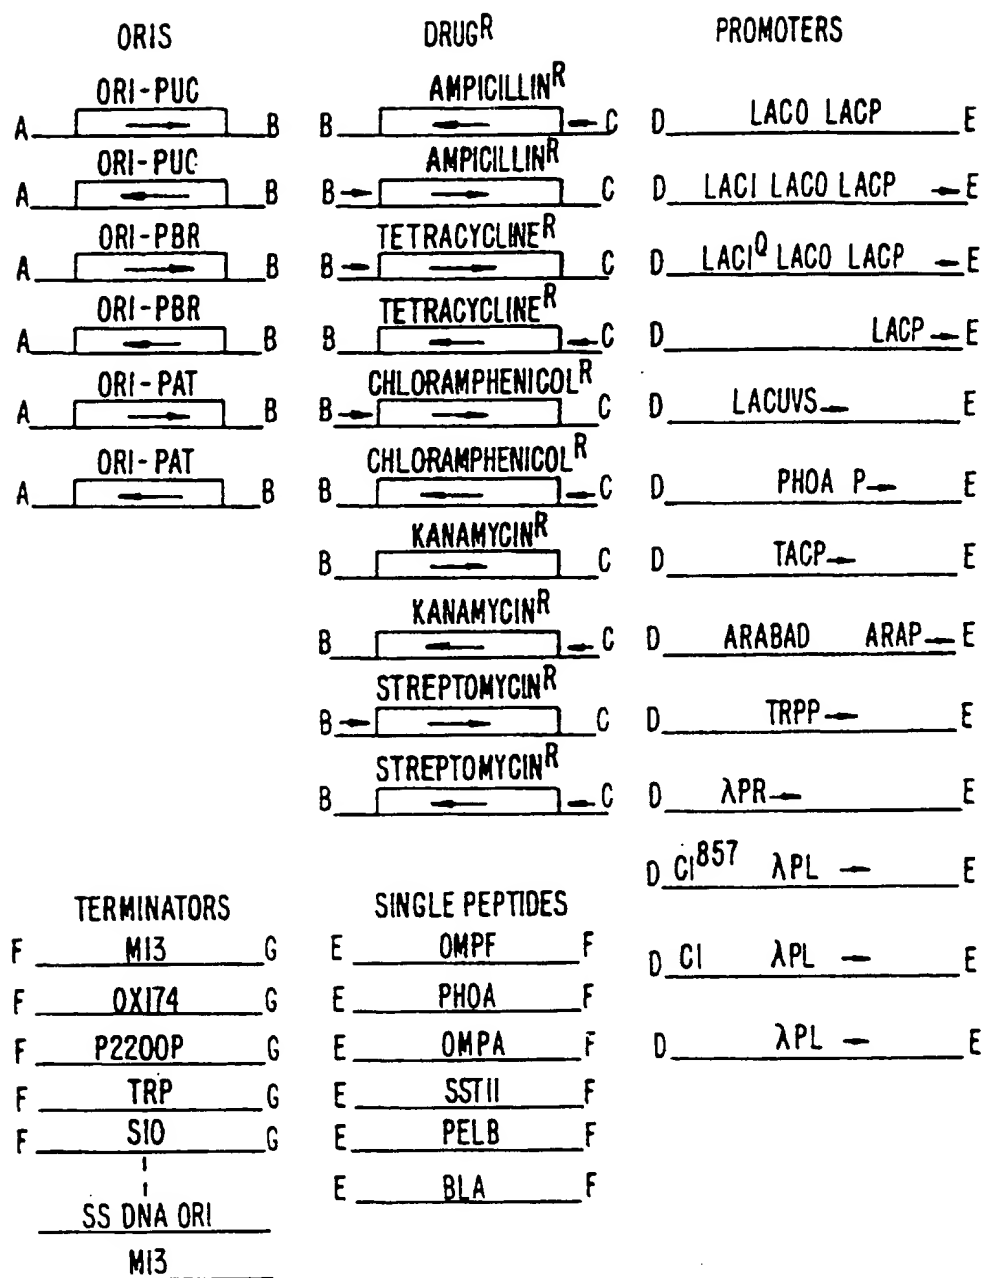 ORIS
ORI-PUC
A B
ORI-PUC
A B
ORI-PBR
A B
ORI-PBR
A B
ORI-PAT
A B
ORI-PAT
A B
DRUGR
AMPICILLINR
B C
AMPICILLINR
B C
TETRACYCLINER
B C
TETRACYCLINER
B C
CHLORAMPHENICOLR
B C
CHLORAMPHENICOLR
B C
KANAMYCINR
B C
KANAMYCINR
B C
STREPTOMYCINR
B C
STREPTOMYCINR
B C
PROMOTERS
D LACO LACP E
D LACI LACO LACP E
D LACIQ LACO LACP E
D LACP E
D LACUVS E
D PHOA P E
D TACP E
D ARABAD ARAP E
D TRPP E
D λPR E
D CI857 λPL E
D CI λPL E
D λPL E
TERMINATORS
F M13 G
F OX174 G
F P2200P G
F TRP G
F S10 G
SS DNA ORI
M13
SINGLE PEPTIDES
E OMPF F
E PHOA F
E OMPA F
E SSTII F
E PELB F
E BLA F